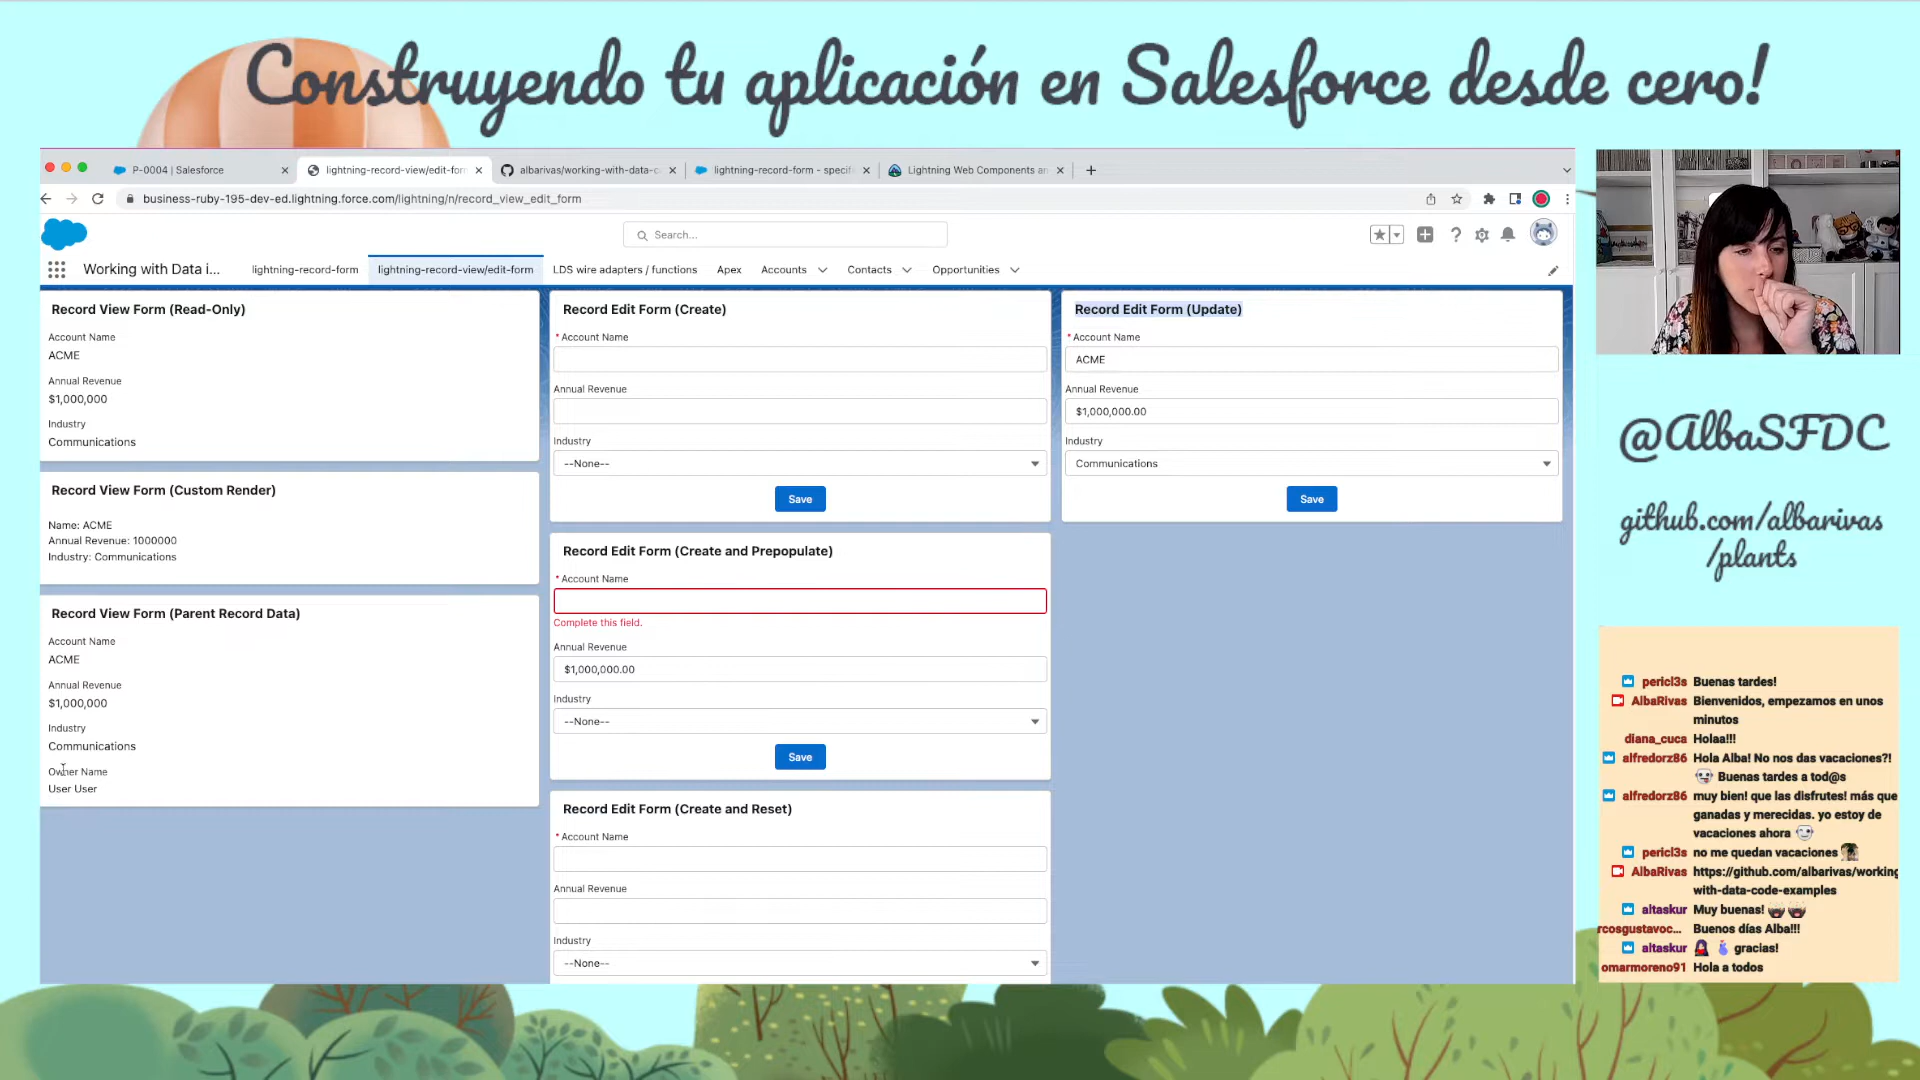 Construyendo tu aplicación en Salesforce desde cero!
P-0004 | Salesforce
lightning-record-view/edit-forn
albarivas/working-with-data-c
lightning-record-form - specif
Lightning Web Components an
business-ruby-195-dev-ed.lightning.force.com/lightning/n/record_view_edit_form
Search...
Working with Data i...
lightning-record-form
lightning-record-view/edit-form
LDS wire adapters / functions
Apex
Accounts
Contacts
Opportunities
Record View Form (Read-Only)
Account Name
ACME
Annual Revenue
$1,000,000
Industry
Communications
Record View Form (Custom Render)
Name: ACME
Annual Revenue: 1000000
Industry: Communications
Record View Form (Parent Record Data)
Account Name
ACME
Annual Revenue
$1,000,000
Industry
Communications
Owner Name
User User
Record Edit Form (Create)
* Account Name
Annual Revenue
Industry
--None--
Save
Record Edit Form (Create and Prepopulate)
* Account Name
Complete this field.
Annual Revenue
$1,000,000.00
Industry
--None--
Save
Record Edit Form (Create and Reset)
* Account Name
Annual Revenue
Industry
--None--
Record Edit Form (Update)
* Account Name
ACME
Annual Revenue
$1,000,000.00
Industry
Communications
Save
@AlbaSFDC
github.com/albarivas
/plants
pericl3s Buenas tardes!
AlbaRivas Bienvenidos, empezamos en unos
minutos
diana_cuca Holaa!!!
alfredorz86 Hola Alba! No nos das vacaciones?!
Buenas tardes a tod@s
alfredorz86 muy bien! que las disfrutes! más que
ganadas y merecidas. yo estoy de
vacaciones ahora
pericl3s no me quedan vacaciones
AlbaRivas https://github.com/albarivas/working
with-data-code-examples
altaskur Muy buenas!
rcosgustavoc... Buenos días Alba!!!
altaskur gracias!
omarmoreno91 Hola a todos